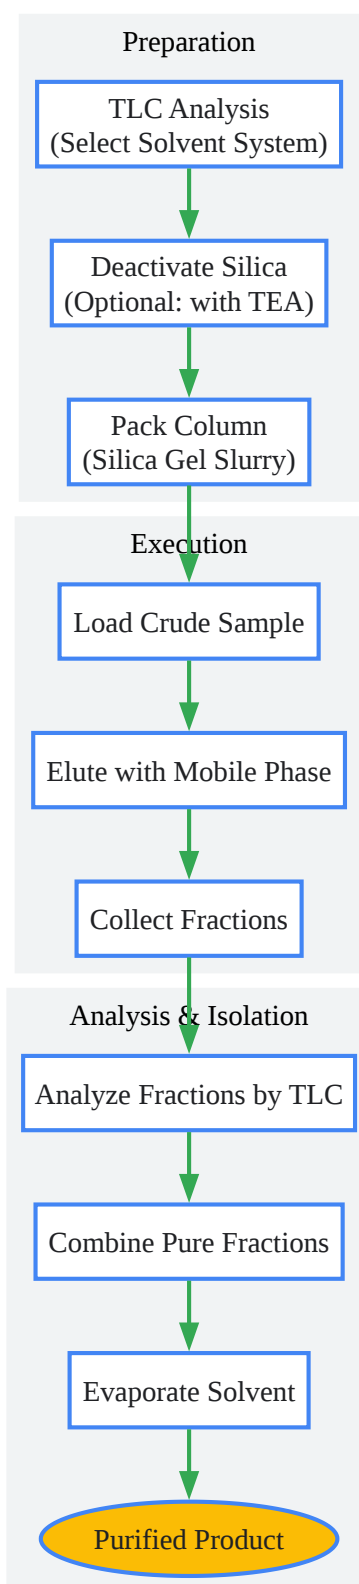 Preparation
TLC Analysis
(Select Solvent System)
Deactivate Silica
(Optional: with TEA)
Pack Column
(Silica Gel Slurry)
Execution
Load Crude Sample
Elute with Mobile Phase
Collect Fractions
Analysis & Isolation
Analyze Fractions by TLC
Combine Pure Fractions
Evaporate Solvent
Purified Product